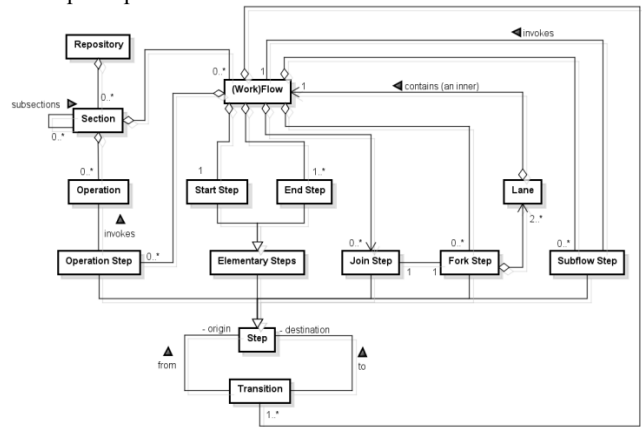 Repository
invokes
0..*
1
(Work)Flow
1
contains (an inner)
0..*
subsections
Section
0..*
0..*
1
1..*
Operation
Start Step
End Step
Lane
2..*
invokes
0..*
0..*
0..*
0..*
Operation Step
Elementary Steps
Join Step
1
1
Fork Step
Subflow Step
- origin
Step
- destination
from
to
Transition
1..*